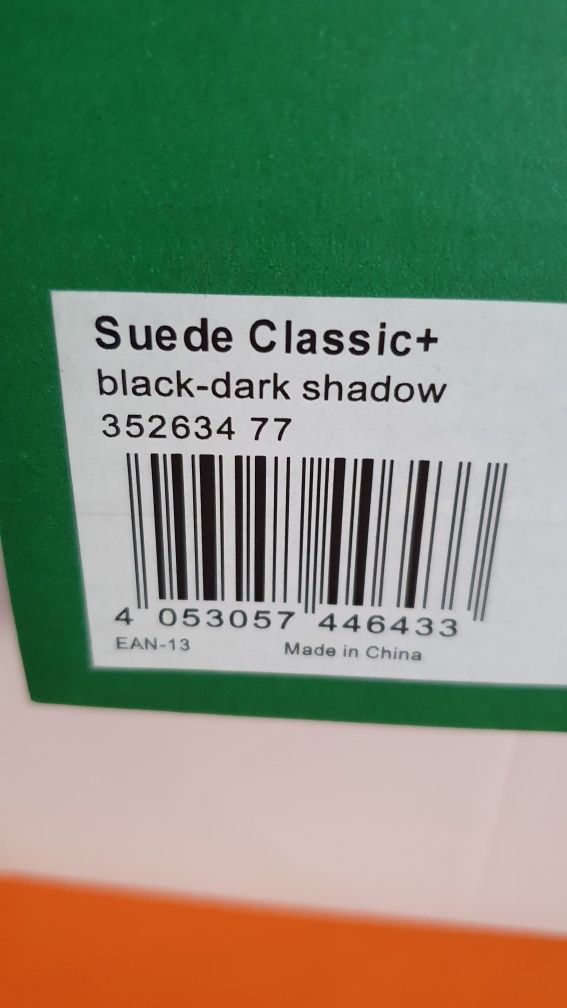 Suede Classic+
black-dark shadow
352634 77
4 053057 446433
EAN-13 Made in China